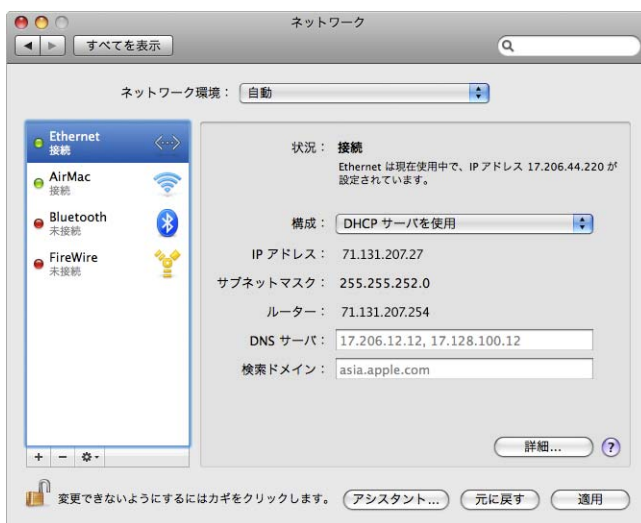 ネットワーク
すべてを表示
ネットワーク環境： 自動
Ethernet
接続
AirMac
接続
Bluetooth
未接続
FireWire
未接続
状況： 接続
Ethernet は現在使用中で、IP アドレス 17.206.44.220 が
設定されています。
構成： DHCP サーバを使用
IP アドレス： 71.131.207.27
サブネットマスク： 255.255.252.0
ルーター： 71.131.207.254
DNS サーバ： 17.206.12.12, 17.128.100.12
検索ドメイン： asia.apple.com
詳細... ?
変更できないようにするにはカギをクリックします。 アシスタント... 元に戻す 適用